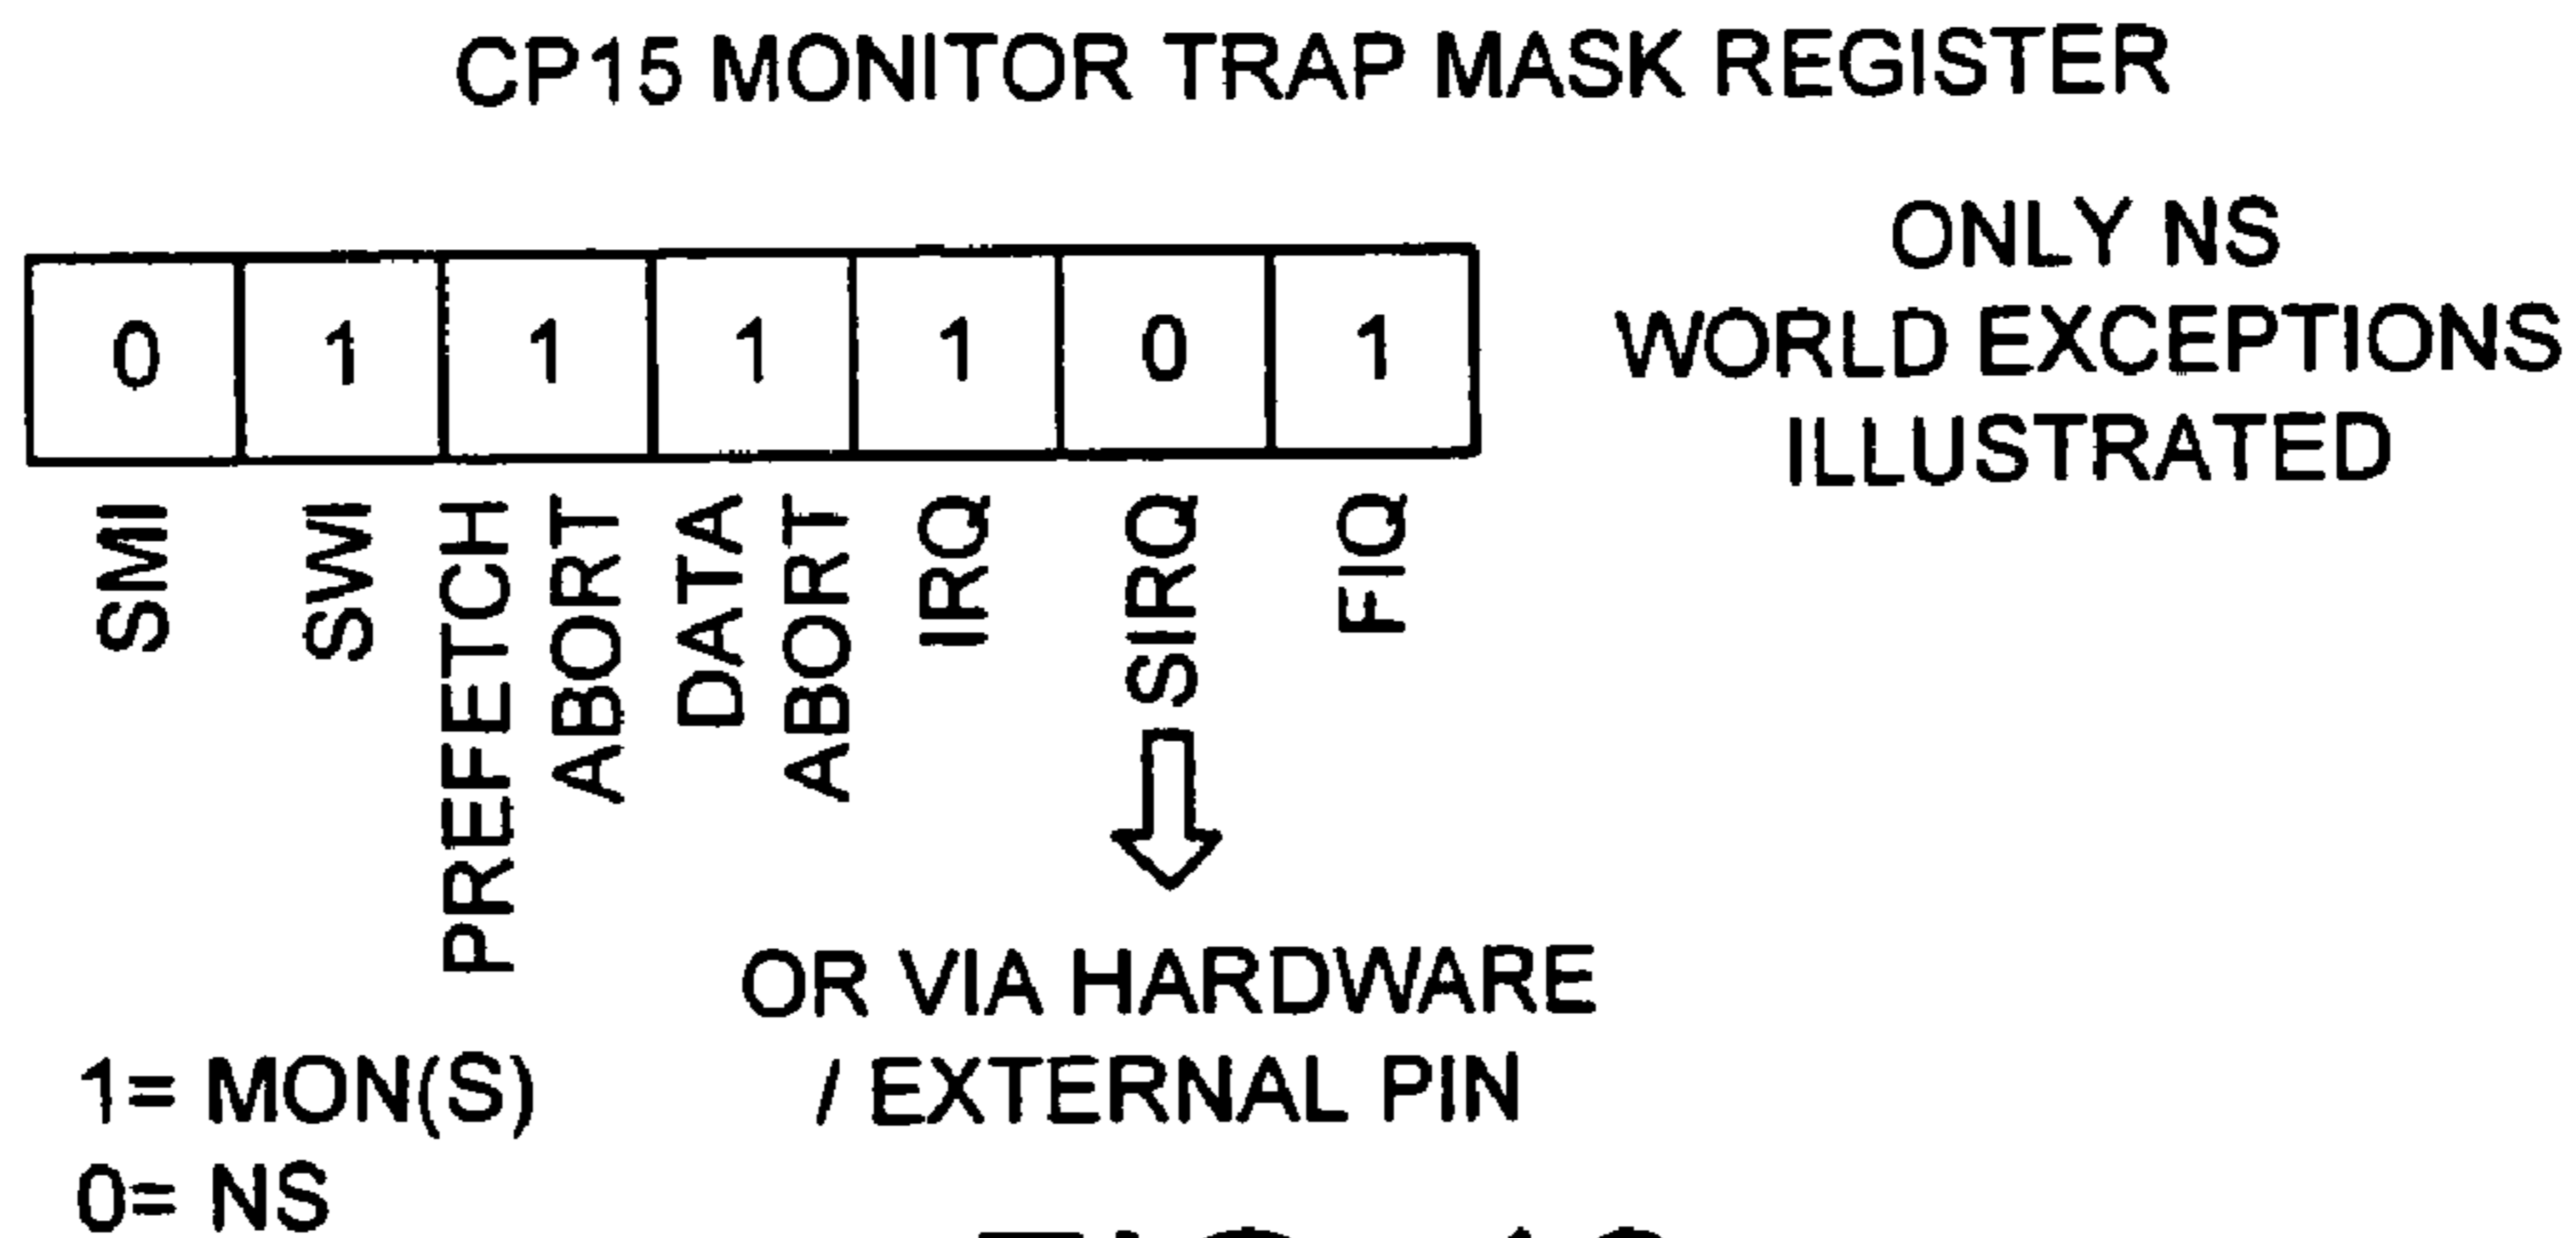 CP15 MONITOR TRAP MASK REGISTER
0 1 1 1 1 0 1
ONLY NS
WORLD EXCEPTIONS
ILLUSTRATED
SMI
SWI
PREFETCH
ABORT
DATA
ABORT
IRQ
SIRQ
FIQ
OR VIA HARDWARE
/ EXTERNAL PIN
1= MON(S)
0= NS